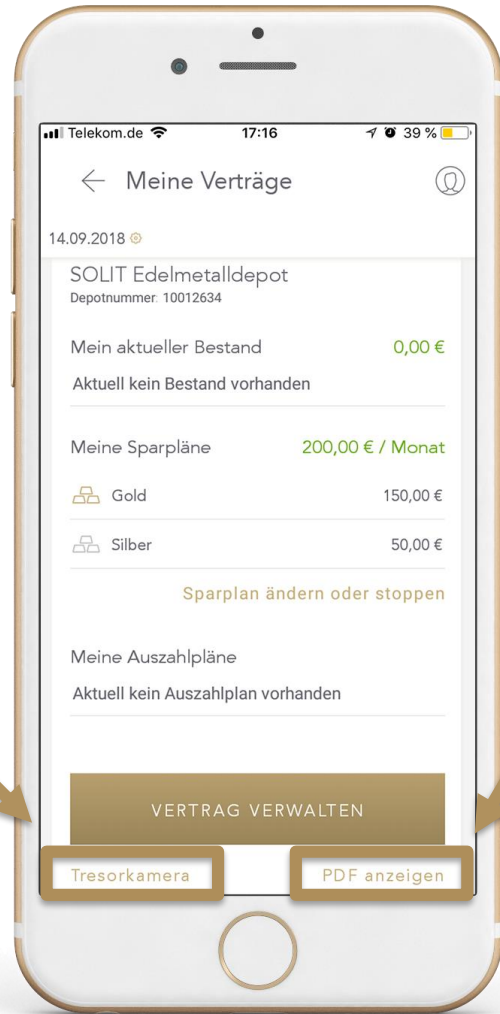 Telekom.de 17:16 39 %
Meine Verträge
14.09.2018
SOLIT Edelmetalldepot
Depotnummer: 10012634
Mein aktueller Bestand 0,00 €
Aktuell kein Bestand vorhanden
Meine Sparpläne 200,00 € / Monat
Gold 150,00 €
Silber 50,00 €
Sparplan ändern oder stoppen
Meine Auszahlpläne
Aktuell kein Auszahlplan vorhanden
VERTRAG VERWALTEN
Tresorkamera PDF anzeigen